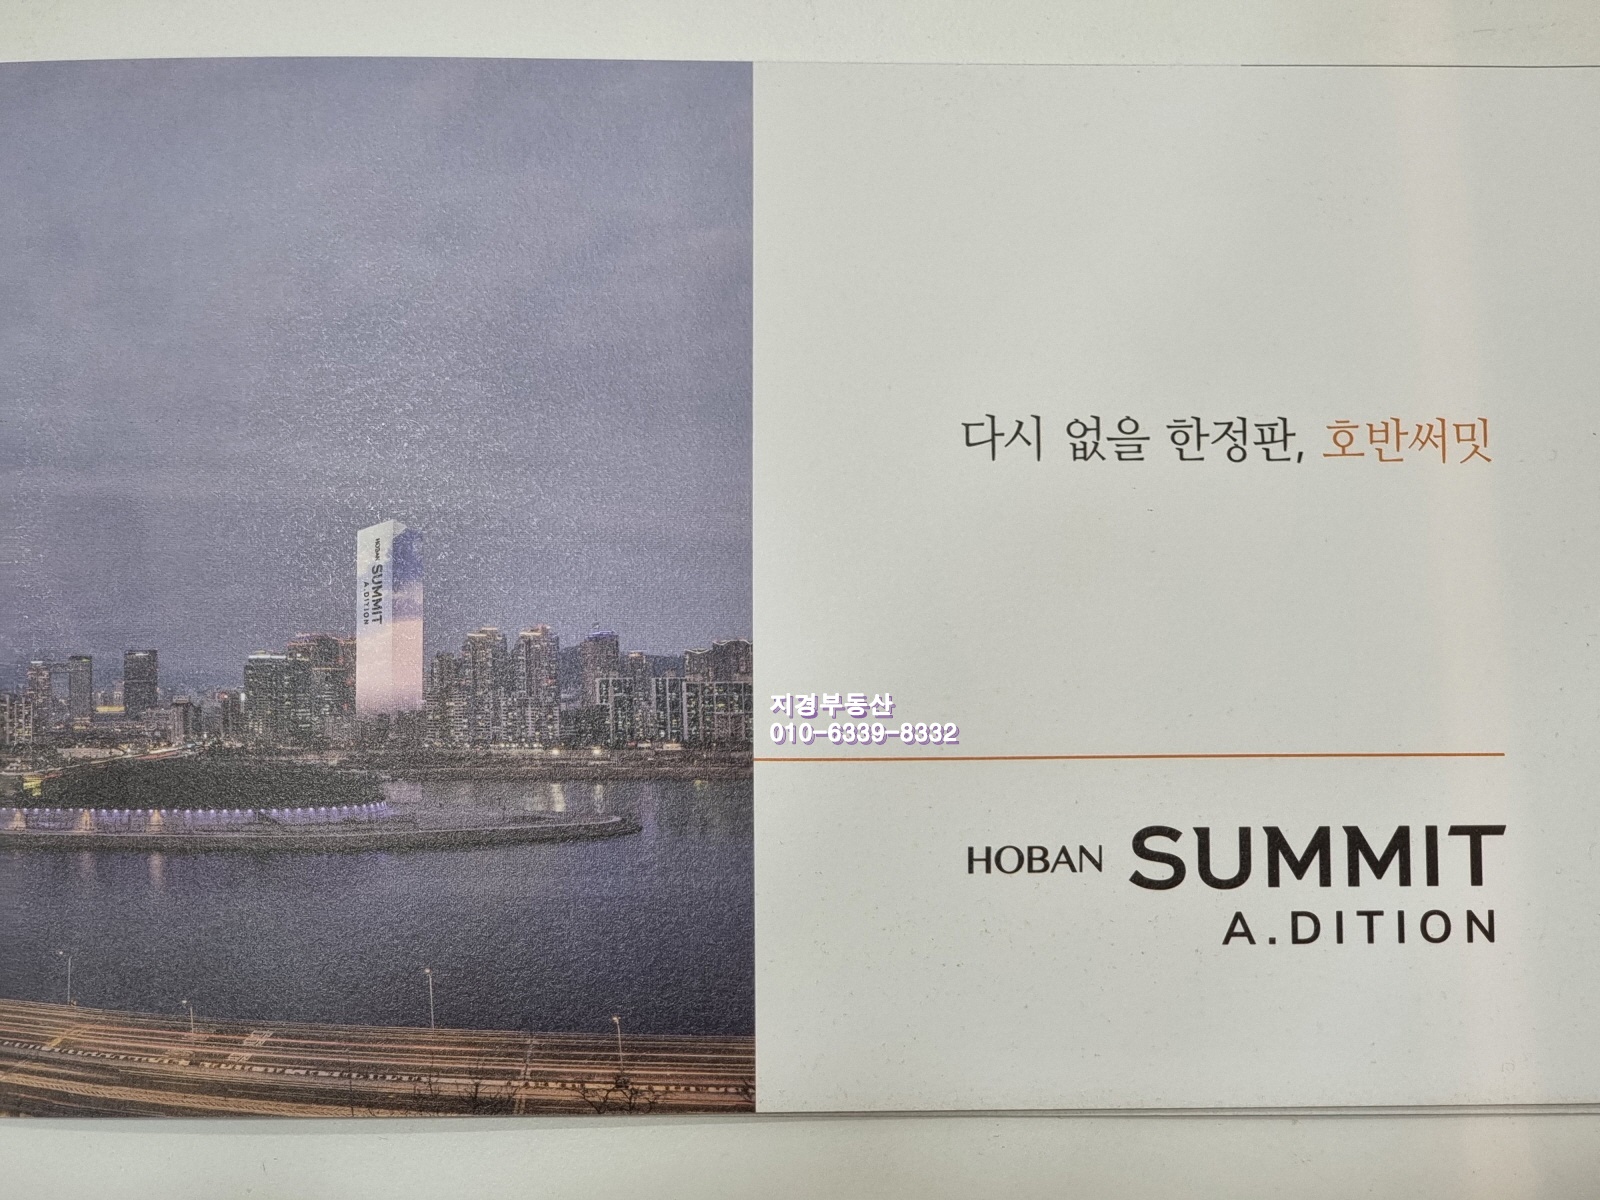 HOBAN SUMMIT
A.DITION
다시 없을 한정판, 호반써밋
지경부동산
010-6339-8332
HOBAN SUMMIT
A.DITION